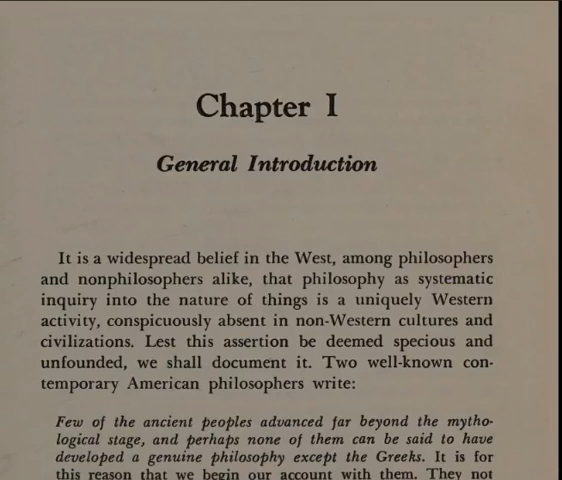 Chapter I
General Introduction
It is a widespread belief in the West, among philosophers
and nonphilosophers alike, that philosophy as systematic
inquiry into the nature of things is a uniquely Western
activity, conspicuously absent in non-Western cultures and
civilizations. Lest this assertion be deemed specious and
unfounded, we shall document it. Two well-known con-
temporary American philosophers write:
Few of the ancient peoples advanced far beyond the mytho-
logical stage, and perhaps none of them can be said to have
developed a genuine philosophy except the Greeks. It is for
this reason that we begin our account with them. They not